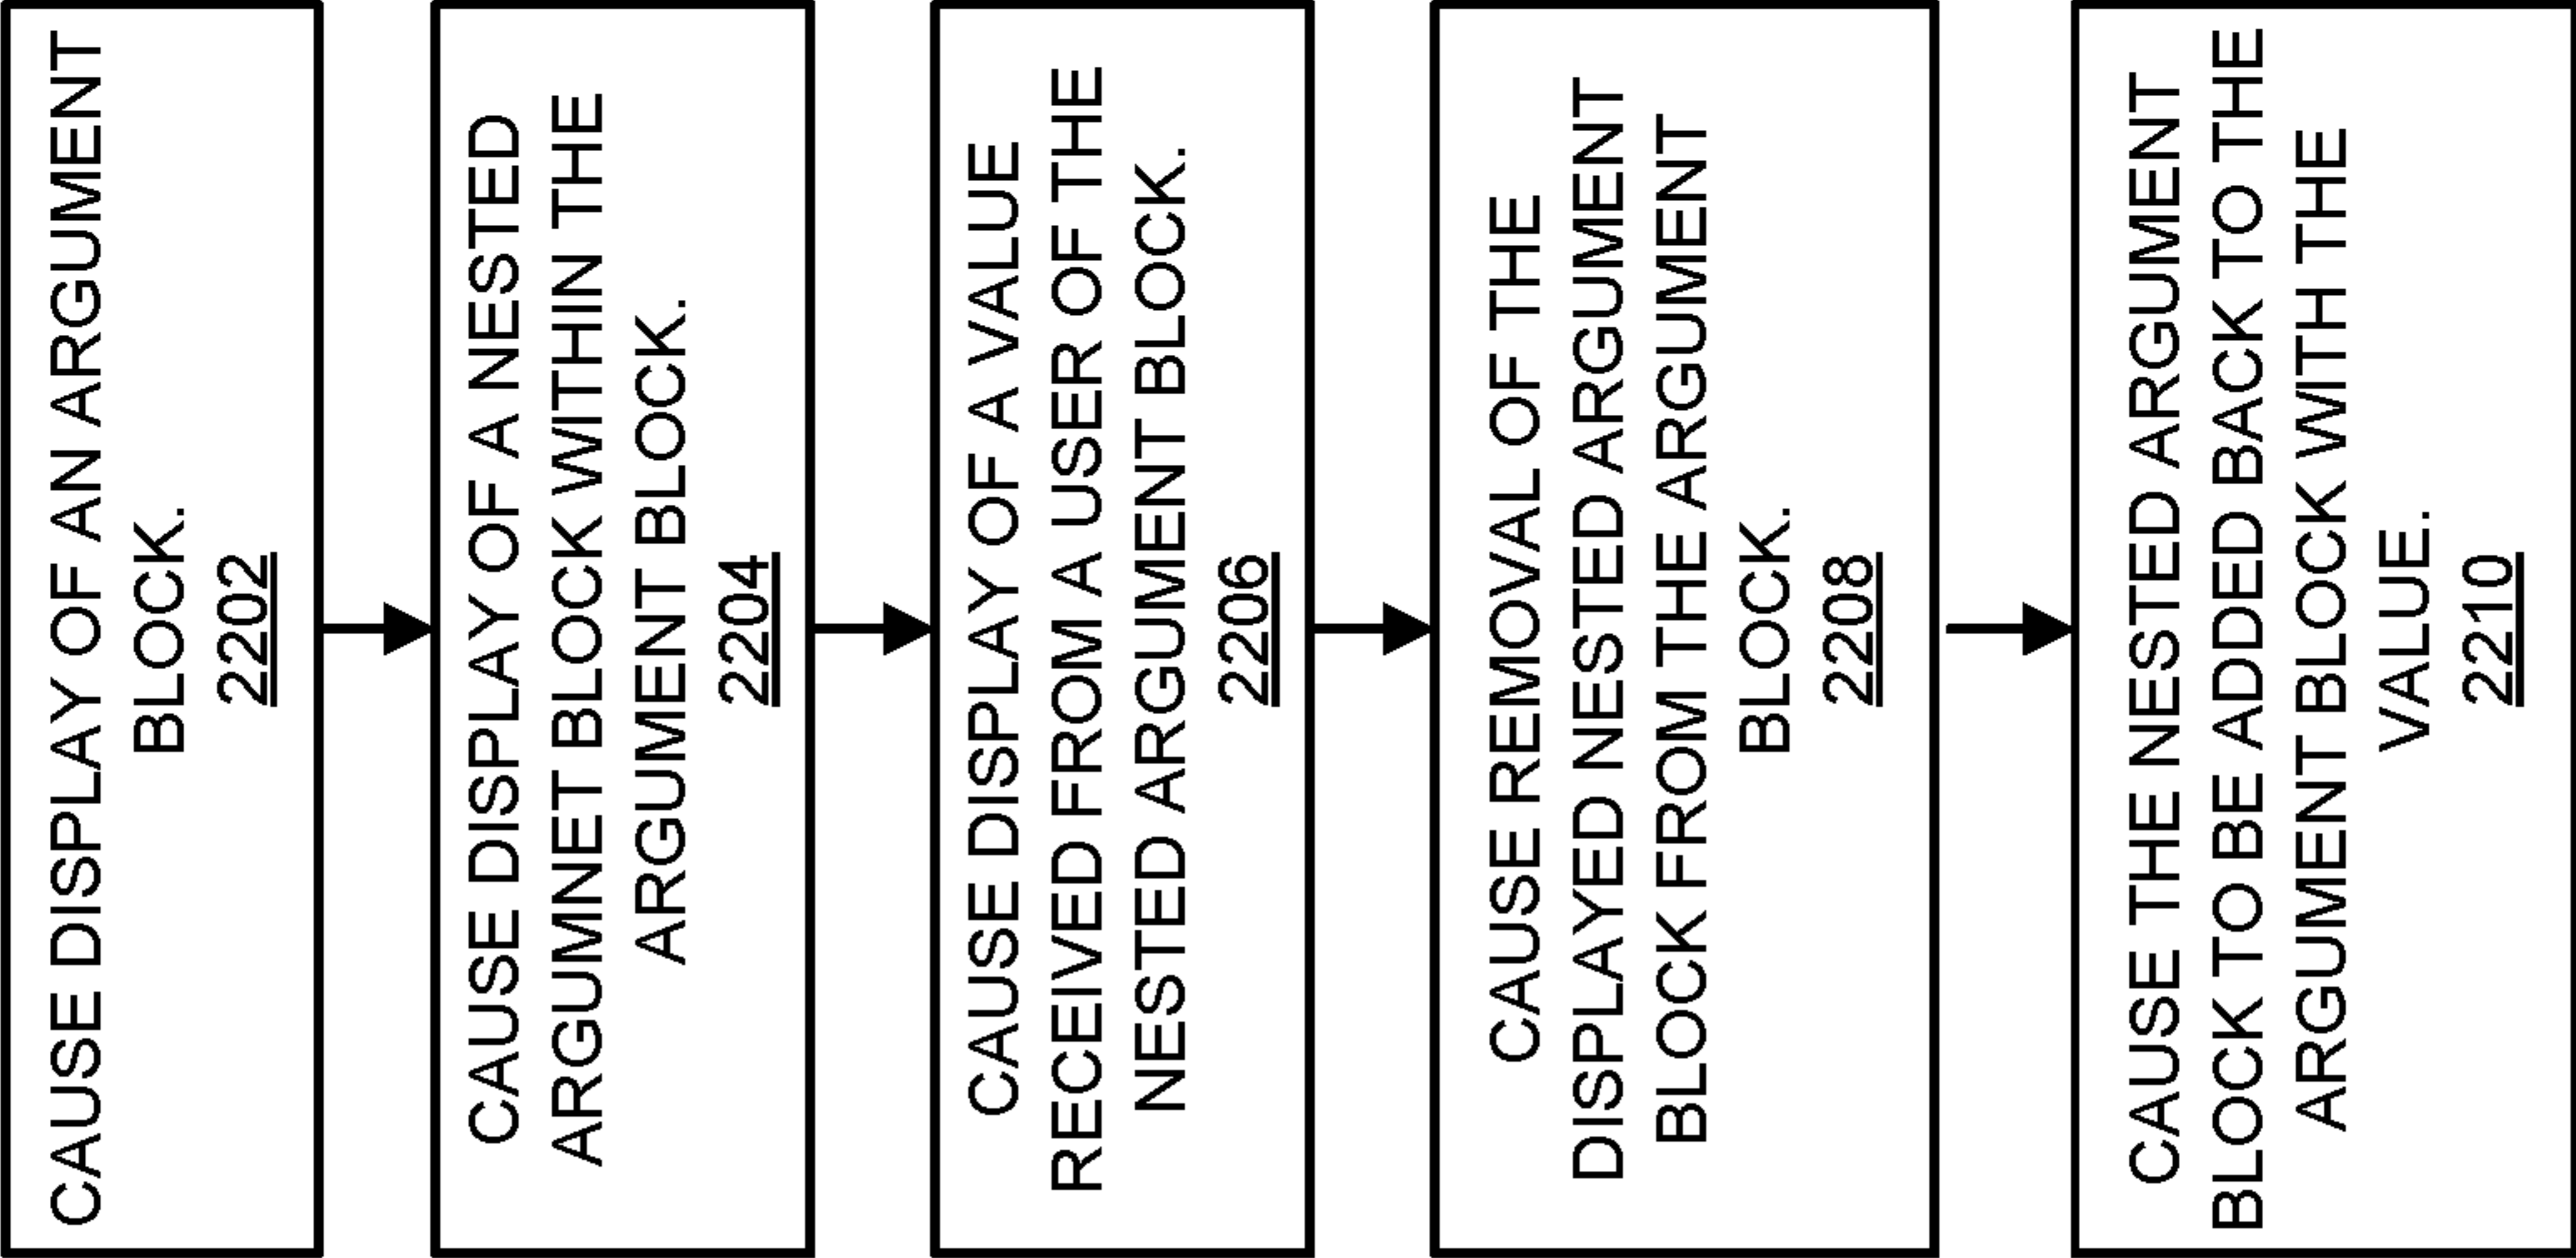 CAUSE DISPLAY OF AN ARGUMENT
BLOCK.
2202
CAUSE DISPLAY OF A NESTED
ARGUMNET BLOCK WITHIN THE
ARGUMENT BLOCK.
2204
CAUSE DISPLAY OF A VALUE
RECEIVED FROM A USER OF THE
NESTED ARGUMENT BLOCK.
2206
CAUSE REMOVAL OF THE
DISPLAYED NESTED ARGUMENT
BLOCK FROM THE ARGUMENT
BLOCK.
2208
CAUSE THE NESTED ARGUMENT
BLOCK TO BE ADDED BACK TO THE
ARGUMENT BLOCK WITH THE
VALUE.
2210